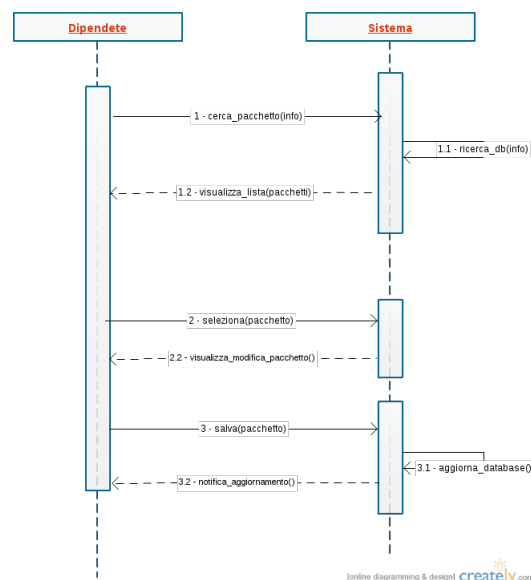 Dipendete
Sistema
1 - cerca_pacchetto(info)
1.1 - ricerca_db(info)
1.2 - visualizza_lista(pacchetti)
2 - seleziona(pacchetto)
2.2 - visualizza_modifica_pacchetto()
3 - salva(pacchetto)
3.1 - aggiorna_database()
3.2 - notifica_aggiornamento()
[online diagramming & design] creately.com